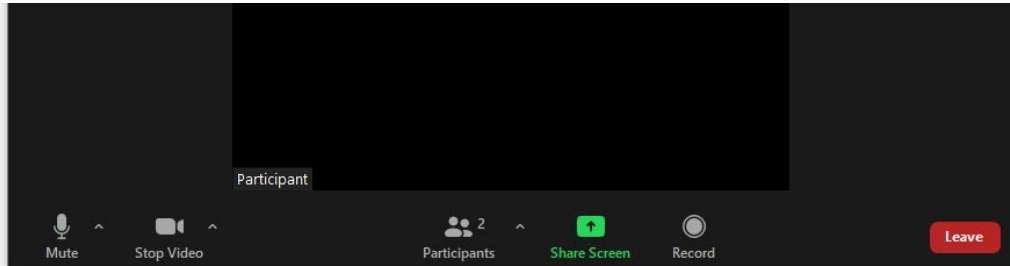 Participant
2
Mute
Stop Video
Participants
Share Screen
Record
Leave